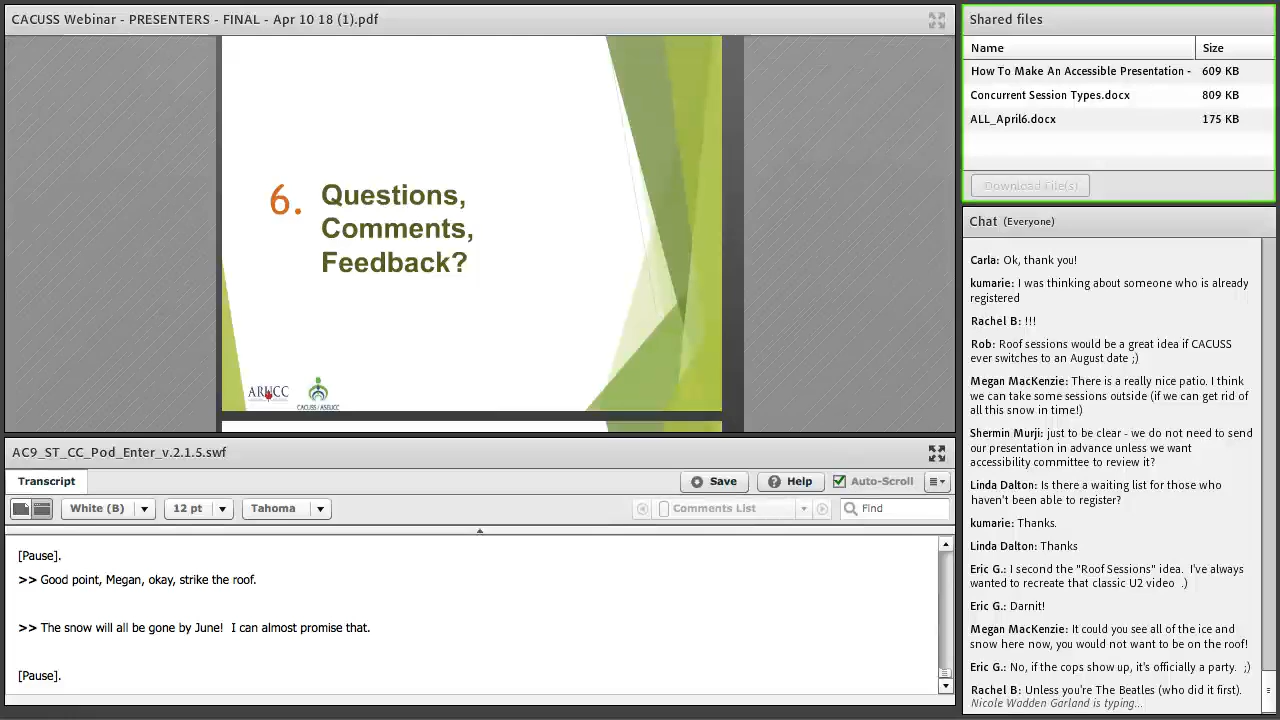 CACUSS Webinar - PRESENTERS - FINAL - Apr 10 18 (1).pdf
6. Questions,
Comments,
Feedback?
ARUCC
CACUSS / ASEUCC
AC9_ST_CC_Pod_Enter_v.2.1.5.swf
Transcript
Save
Help
Auto-Scroll
White (B)
12 pt
Tahoma
Comments List
Find
[Pause].
>> Good point, Megan, okay, strike the roof.
>> The snow will all be gone by June!  I can almost promise that.
[Pause].
Shared files
Name Size
How To Make An Accessible Presentation - 609 KB
Concurrent Session Types.docx 809 KB
ALL_April6.docx 175 KB
Download File(s)
Chat (Everyone)
Carla: Ok, thank you!
kumarie: I was thinking about someone who is already
registered
Rachel B: !!!
Rob: Roof sessions would be a great idea if CACUSS
ever switches to an August date ;)
Megan MacKenzie: There is a really nice patio. I think
we can take some sessions outside (if we can get rid of
all this snow in time!)
Shermin Murji: just to be clear - we do not need to send
our presentation in advance unless we want
accessibility committee to review it?
Linda Dalton: Is there a waiting list for those who
haven't been able to register?
kumarie: Thanks.
Linda Dalton: Thanks
Eric G.: I second the "Roof Sessions" idea.  I've always
wanted to recreate that classic U2 video  .)
Eric G.: Darnit!
Megan MacKenzie: It could you see all of the ice and
snow here now, you would not want to be on the roof!
Eric G.: No, if the cops show up, it's officially a party.  ;)
Rachel B: Unless you're The Beatles (who did it first).
Nicole Wadden Garland is typing...